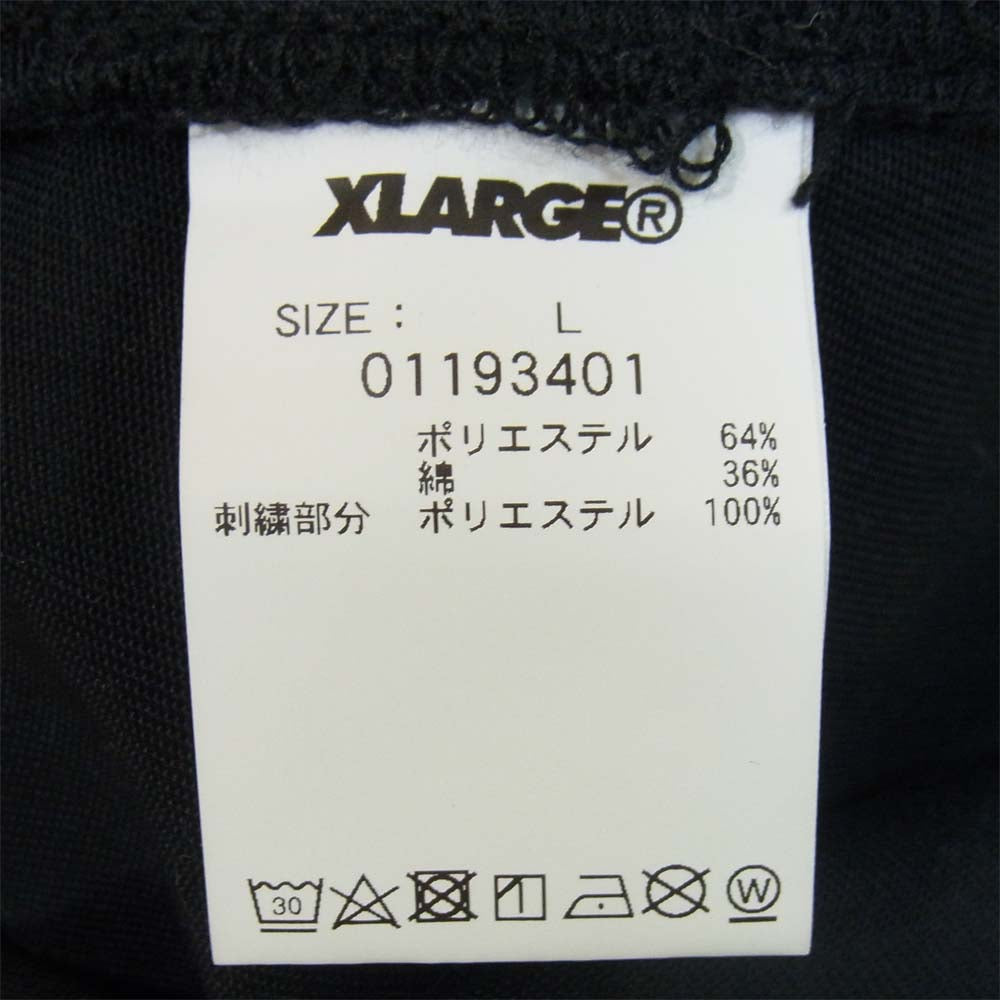 XLARGE®
SIZE： L
01193401
ポリエステル 64%
綿 36%
刺繍部分 ポリエステル 100%
30 W